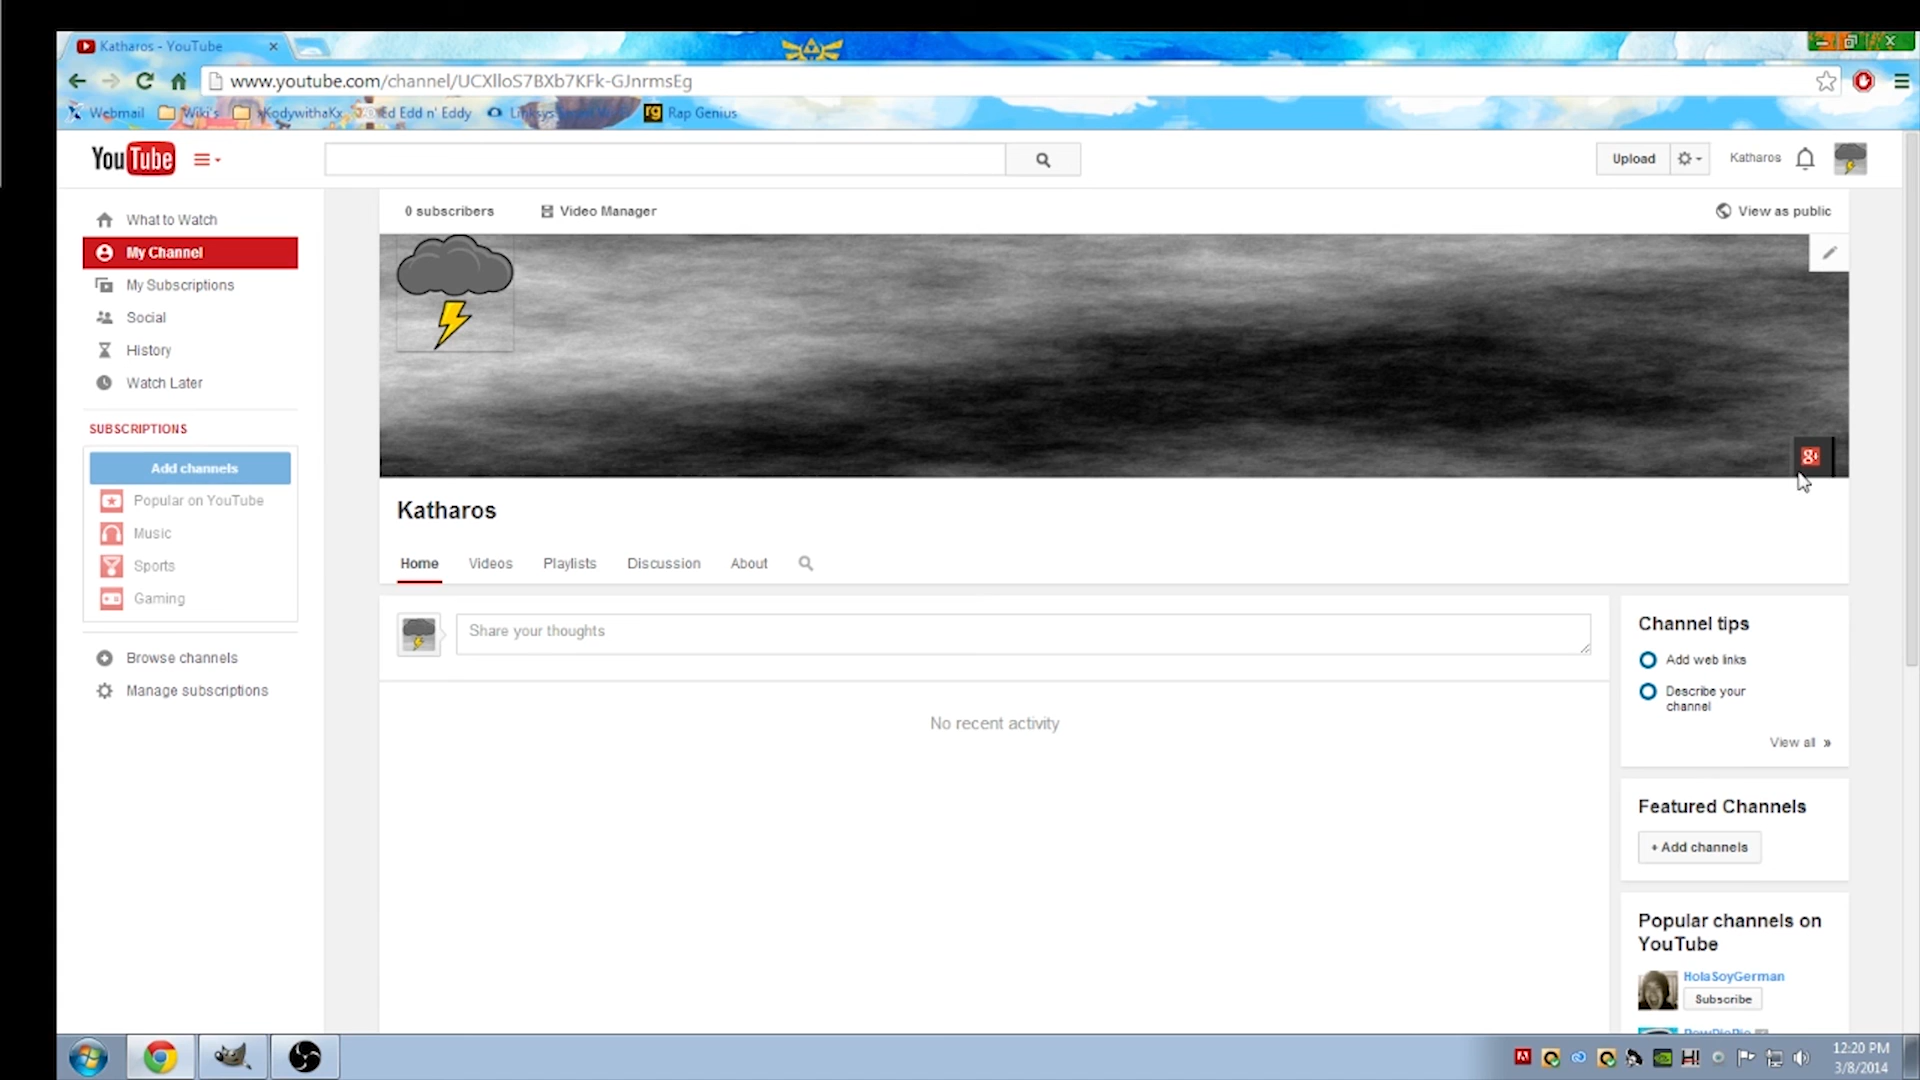 Katharos - YouTube
www.youtube.com/channel/UCXlloS7BXb7KFk-GJnrmsEg
Webmail Wiki's xKodywithaKx Ed Edd n' Eddy rg Rap Genius
YouTube
Upload Katharos
0 subscribers Video Manager View as public
What to Watch
My Channel
My Subscriptions
Social
History
Watch Later
SUBSCRIPTIONS
Add channels
Popular on YouTube
Music
Sports
Gaming
Browse channels
Manage subscriptions
g+
Katharos
Home Videos Playlists Discussion About
Share your thoughts
No recent activity
Channel tips
Add web links
Describe your
channel
View all »
Featured Channels
+ Add channels
Popular channels on
YouTube
HolaSoyGerman
Subscribe
12:20 PM
3/8/2014